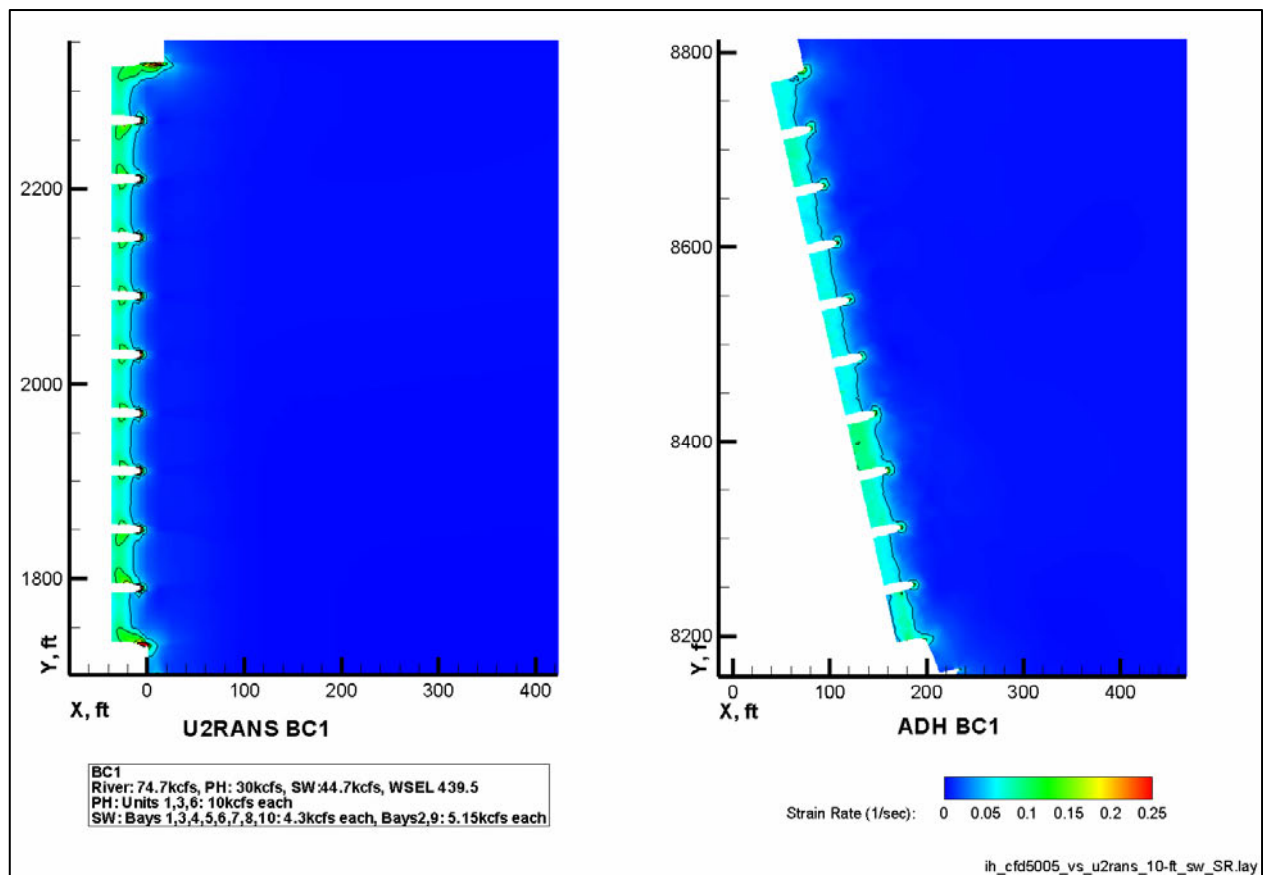 2200
2000
1800
Y, ft
0
100
200
300
400
X, ft
U2RANS BC1
8800
8600
8400
8200
Y, ft
0
100
200
300
400
X, ft
ADH BC1
BC1
River: 74.7kcfs, PH: 30kcfs, SW:44.7kcfs, WSEL 439.5
PH: Units 1,3,6: 10kcfs each
SW: Bays 1,3,4,5,6,7,8,10: 4.3kcfs each, Bays2,9: 5.15kcfs each
Strain Rate (1/sec): 0 0.05 0.1 0.15 0.2 0.25
ih_cfd5005_vs_u2rans_10-ft_sw_SR.lay